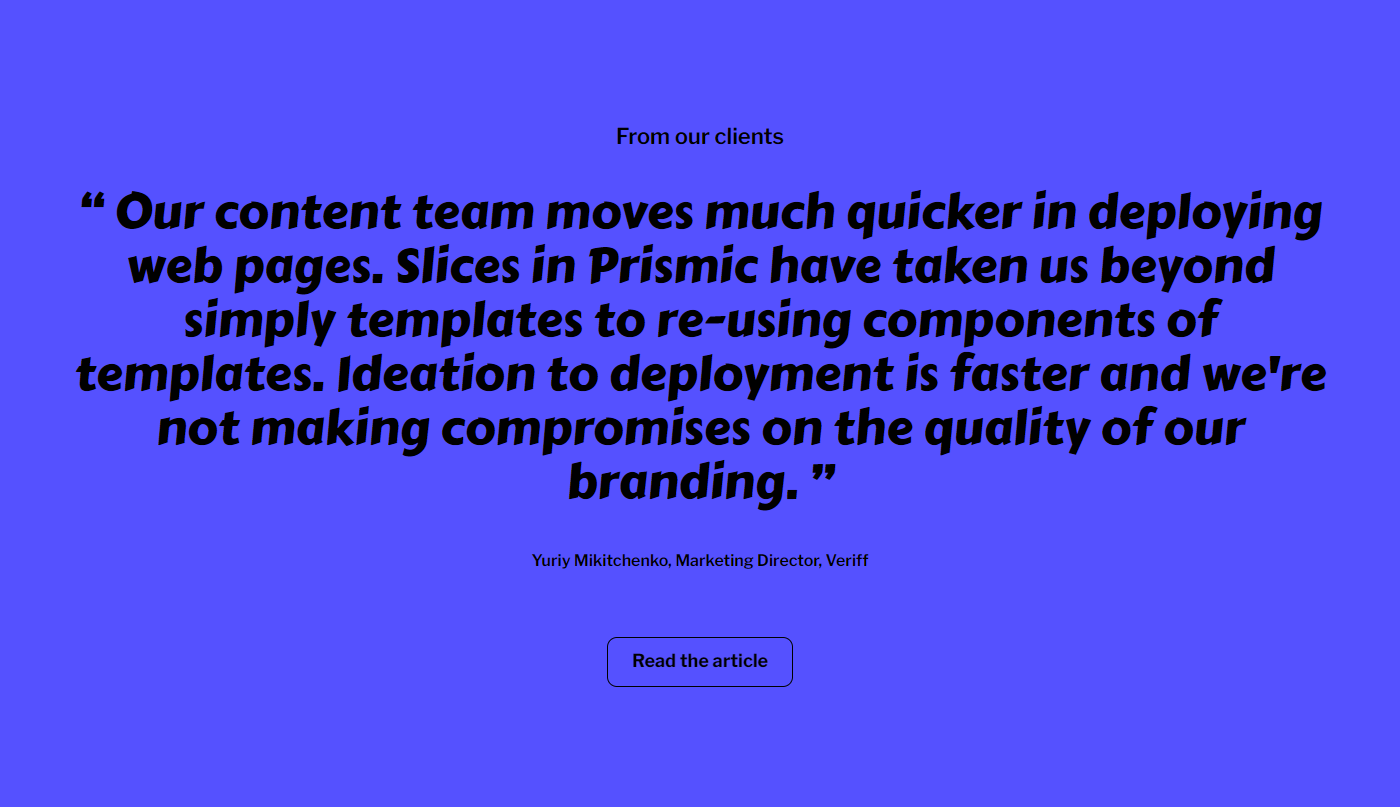 From our clients
“ Our content team moves much quicker in deploying
web pages. Slices in Prismic have taken us beyond
simply templates to re-using components of
templates. Ideation to deployment is faster and we're
not making compromises on the quality of our
branding. ”
Yuriy Mikitchenko, Marketing Director, Veriff
Read the article